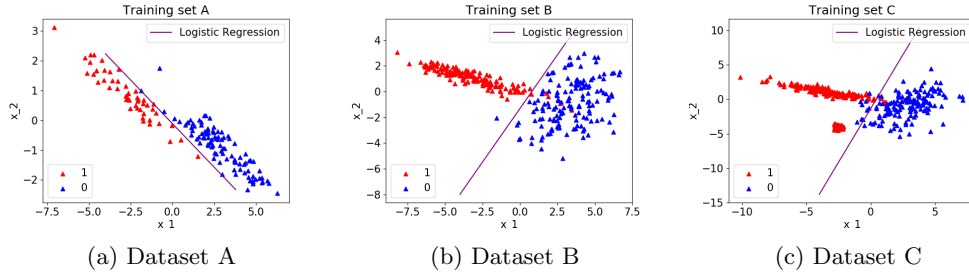 Training set A
Logistic Regression
3
2
1
0
−1
−2
x_2
1
0
−7.5
−5.0
−2.5
0.0
2.5
5.0
x 1
(a) Dataset A
Training set B
Logistic Regression
4
2
0
−2
−4
−6
−8
x_2
1
0
−7.5
−5.0
−2.5
0.0
2.5
5.0
7.5
x 1
(b) Dataset B
Training set C
Logistic Regression
10
5
0
−5
−10
−15
x_2
1
0
−10
−5
0
5
x 1
(c) Dataset C